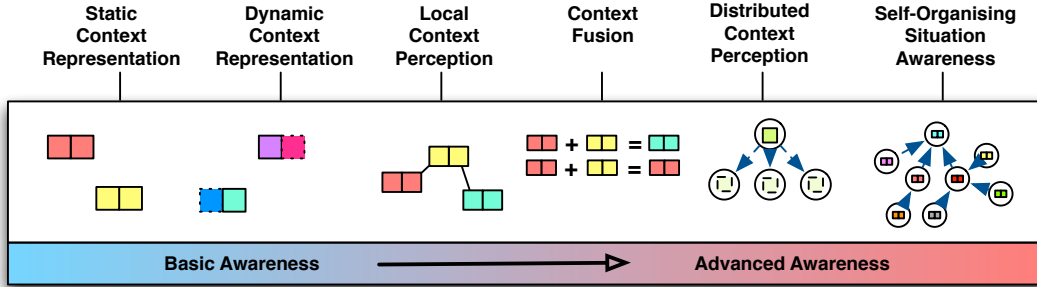 Static
Context
Representation
Dynamic
Context
Representation
Local
Context
Perception
Context
Fusion
Distributed
Context
Perception
Self-Organising
Situation
Awareness
+ =
+ =
Basic Awareness
Advanced Awareness